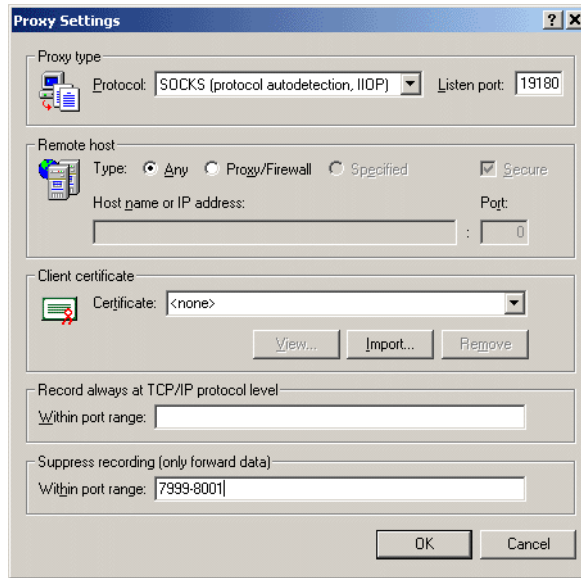 Proxy Settings
Proxy type
Protocol: SOCKS (protocol autodetection, IIOP) Listen port: 19180
Remote host
Type: Any Proxy/Firewall Specified Secure
Host name or IP address: Port:
: 0
Client certificate
Certificate: <none>
View... Import... Remove
Record always at TCP/IP protocol level
Within port range:
Suppress recording (only forward data)
Within port range: 7999-8001
OK Cancel